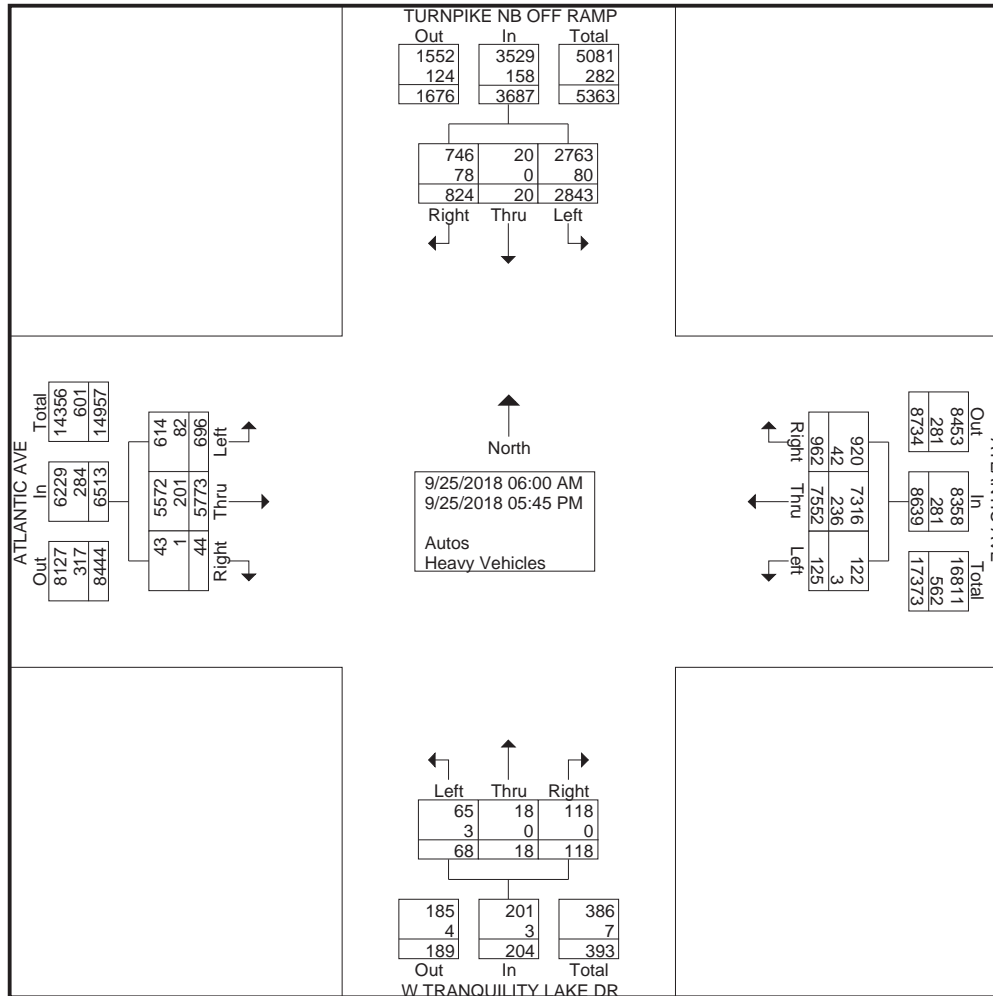 TURNPIKE NB OFF RAMP
Out In Total
1552 3529 5081
124 158 282
1676 3687 5363
746 20 2763
78 0 80
824 20 2843
Right Thru Left
ATLANTIC AVE
Total In Out
14356 6229 8127
601 284 317
14957 6513 8444
614 5572 43
82 201 1
696 5773 44
Left Thru Right
North
9/25/2018 06:00 AM
9/25/2018 05:45 PM
Autos
Heavy Vehicles
Out In Total
8453 8358 16811
281 281 562
8734 8639 17373
920 7316 122
42 236 3
962 7552 125
Right Thru Left
Left Thru Right
65 18 118
3 0 0
68 18 118
185 201 386
4 3 7
189 204 393
Out In Total
W TRANQUILITY LAKE DR